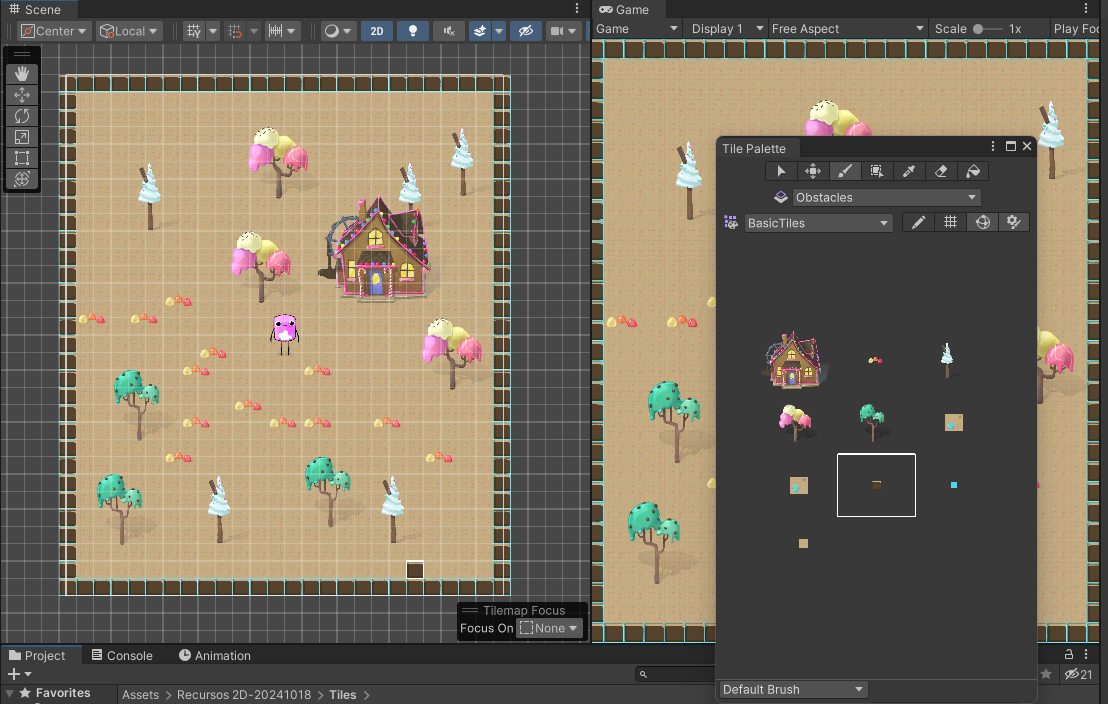 Scene
Game
Center
Local
2D
Game
Display 1
Free Aspect
Scale
1x
Play Foc
Tile Palette
Obstacles
BasicTiles
Tilemap Focus
Focus On
None
Project
Console
Animation
21
Favorites
Assets
Recursos 2D-20241018
Tiles
Default Brush